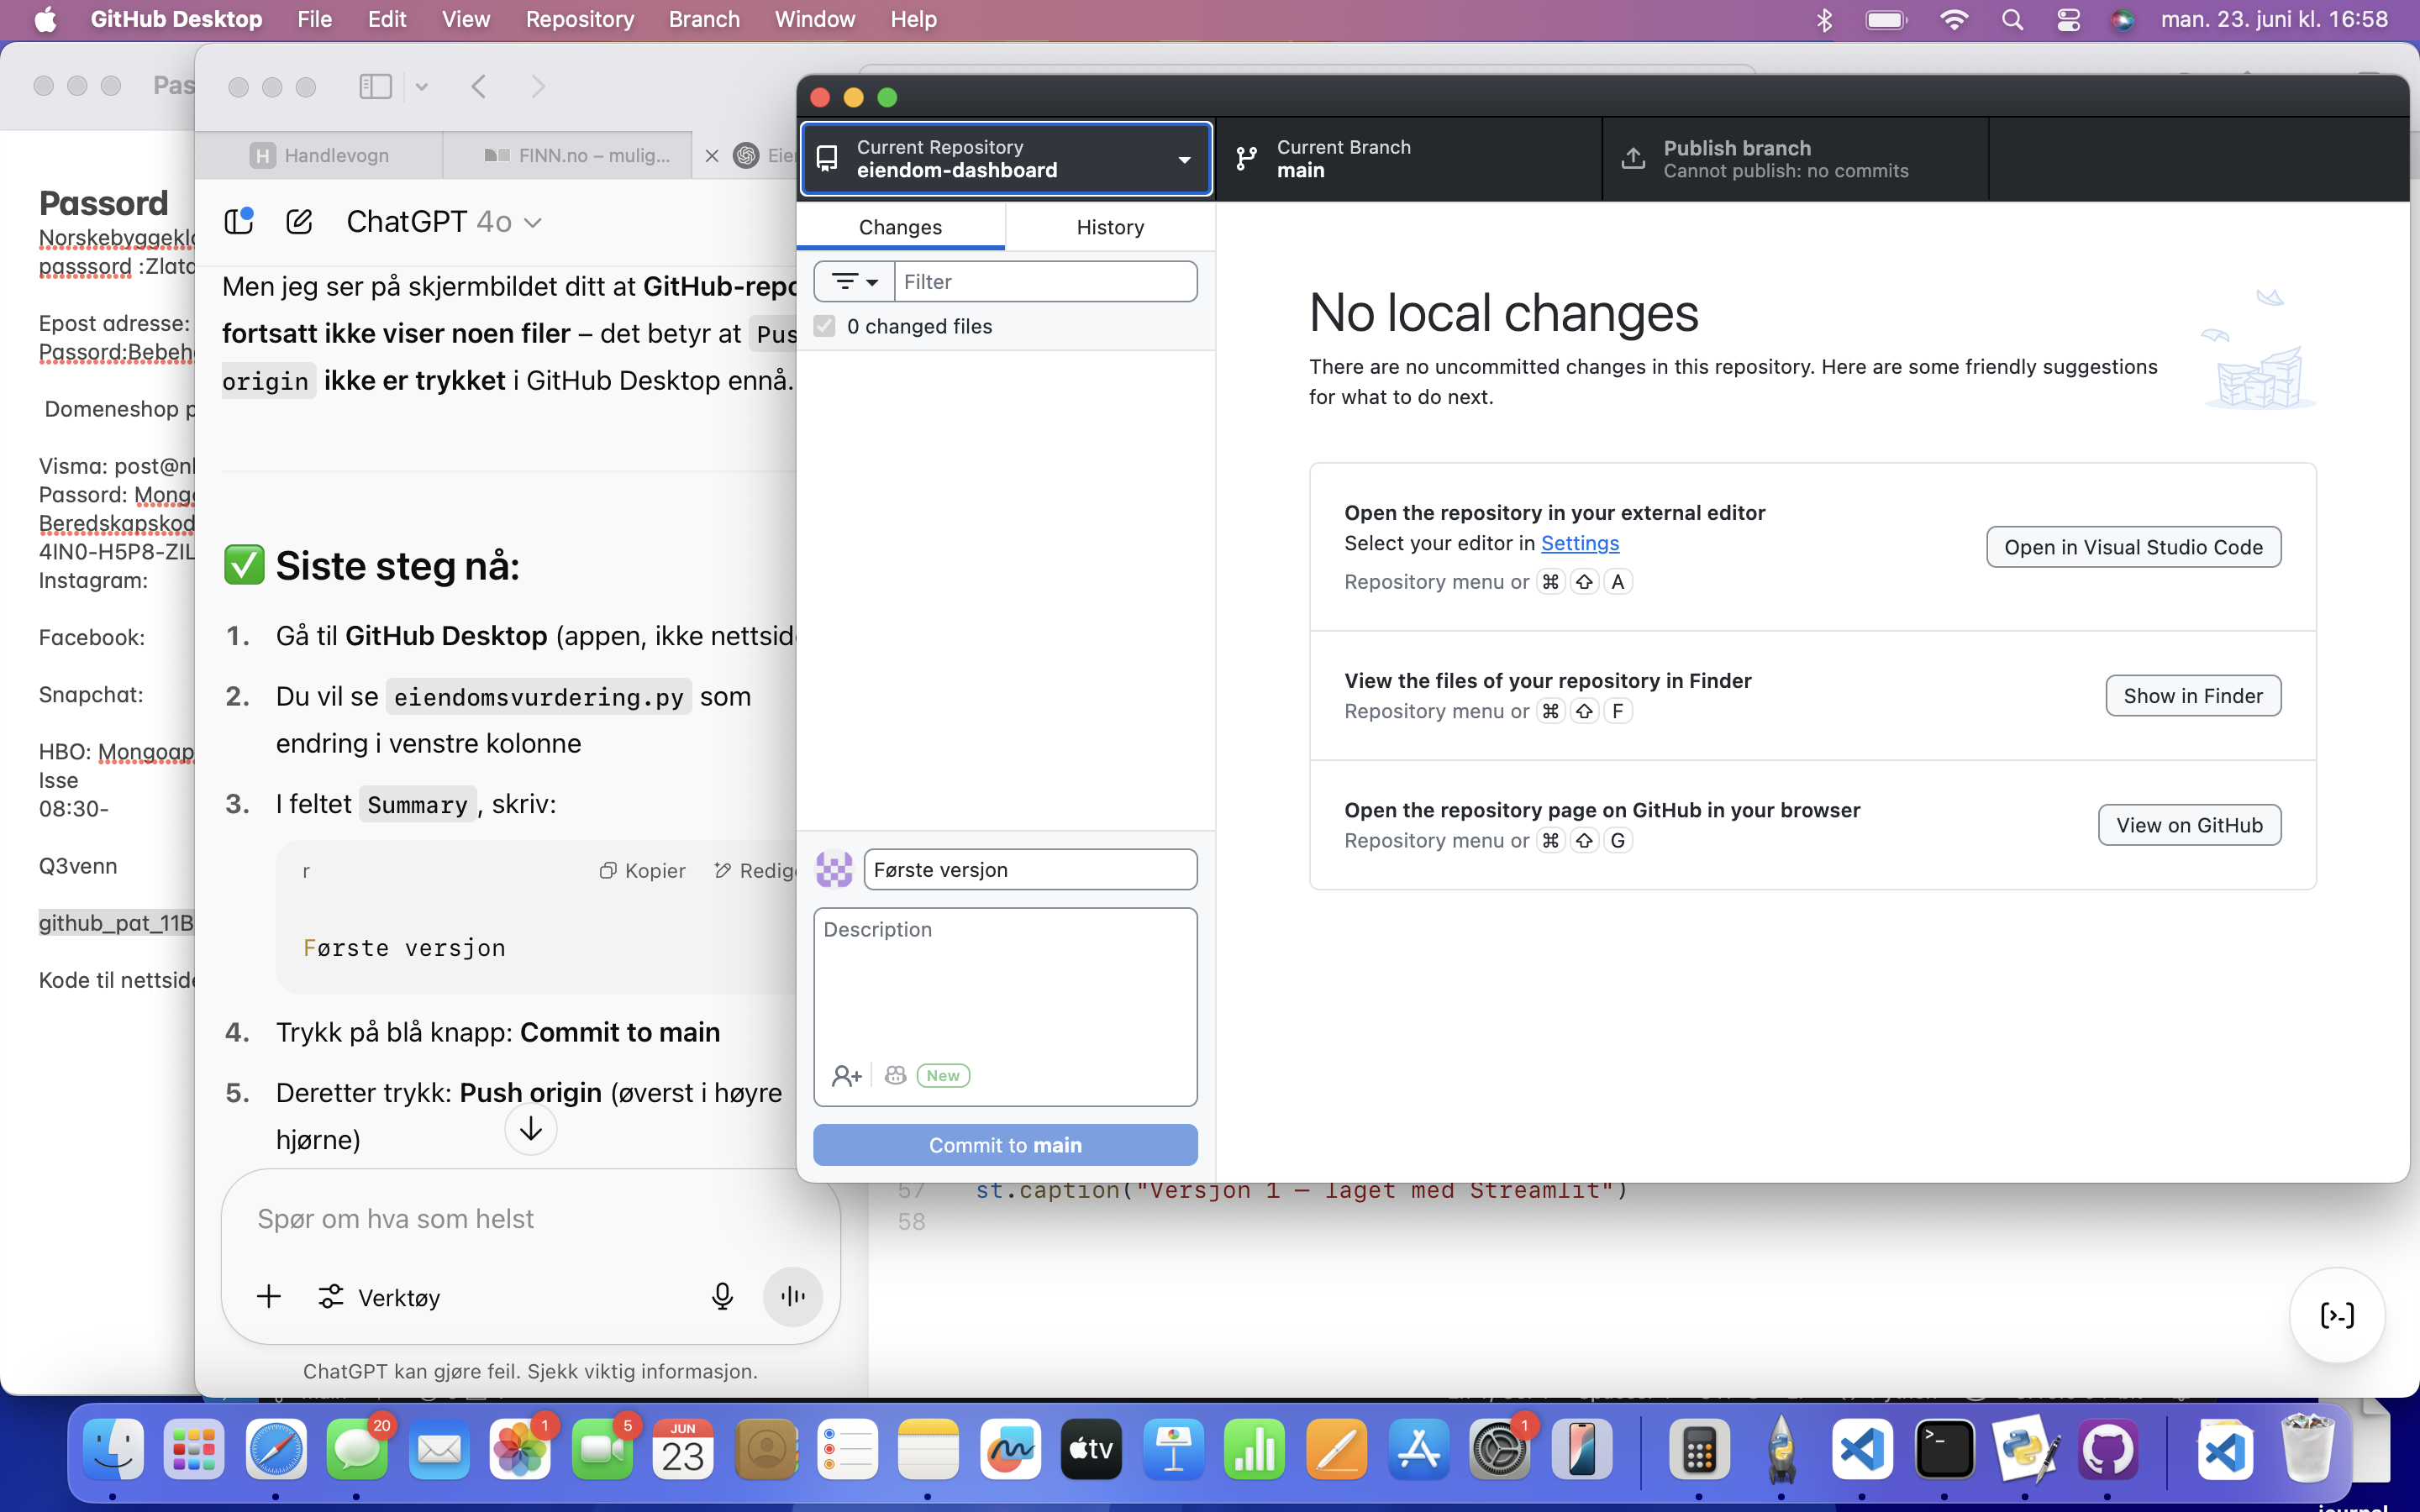 GitHub Desktop File Edit View Repository Branch Window Help
man. 23. juni kl. 16:58
Pas
Passord
Norskebyggekl
passsord :Zlat
Epost adresse:
Passord:Bebeh
Domeneshop p
Visma: post@n
Passord: Mong
Beredskapskod
4IN0-H5P8-ZIL
Instagram:
Facebook:
Snapchat:
HBO: Mongoap
Isse
08:30-
Q3venn
github_pat_11B
Kode til nettside
H Handlevogn
FINN.no – mulig...
Eie
ChatGPT 4o
Men jeg ser på skjermbildet ditt at GitHub-repo
fortsatt ikke viser noen filer – det betyr at Pus
origin ikke er trykket i GitHub Desktop ennå.
✅ Siste steg nå:
1. Gå til GitHub Desktop (appen, ikke nettside
2. Du vil se eiendomsvurdering.py som
endring i venstre kolonne
3. I feltet Summary, skriv:
r
Kopier
Redige
Første versjon
4. Trykk på blå knapp: Commit to main
5. Deretter trykk: Push origin (øverst i høyre
hjørne)
Spør om hva som helst
Verktøy
ChatGPT kan gjøre feil. Sjekk viktig informasjon.
Current Repository
eiendom-dashboard
Current Branch
main
Publish branch
Cannot publish: no commits
Changes
History
Filter
0 changed files
Første versjon
Description
New
Commit to main
No local changes
There are no uncommitted changes in this repository. Here are some friendly suggestions
for what to do next.
Open the repository in your external editor
Select your editor in Settings
Repository menu or ⌘ ⇧ A
Open in Visual Studio Code
View the files of your repository in Finder
Repository menu or ⌘ ⇧ F
Show in Finder
Open the repository page on GitHub in your browser
Repository menu or ⌘ ⇧ G
View on GitHub
57 st.caption("Versjon 1 – laget med Streamlit")
58
20
1
5
JUN
23
tv
1